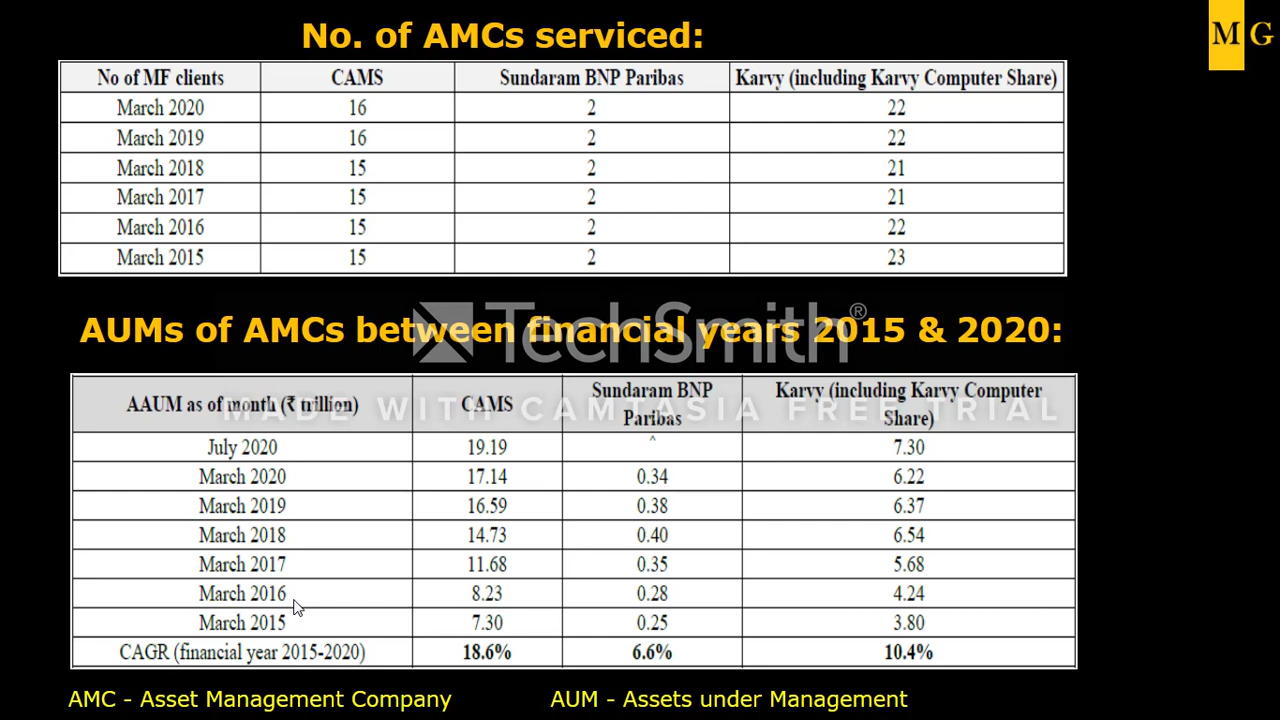 No. of AMCs serviced:
M G
No of MF clients CAMS Sundaram BNP Paribas Karvy (including Karvy Computer Share)
March 2020 16 2 22
March 2019 16 2 22
March 2018 15 2 21
March 2017 15 2 21
March 2016 15 2 22
March 2015 15 2 23
AUMs of AMCs between financial years 2015 & 2020:
TechSmith®
MADE WITH CAMTASIA FREE TRIAL
AAUM as of month (₹ trillion) CAMS Sundaram BNP Paribas Karvy (including Karvy Computer Share)
July 2020 19.19 ^ 7.30
March 2020 17.14 0.34 6.22
March 2019 16.59 0.38 6.37
March 2018 14.73 0.40 6.54
March 2017 11.68 0.35 5.68
March 2016 8.23 0.28 4.24
March 2015 7.30 0.25 3.80
CAGR (financial year 2015-2020) 18.6% 6.6% 10.4%
AMC - Asset Management Company AUM - Assets under Management